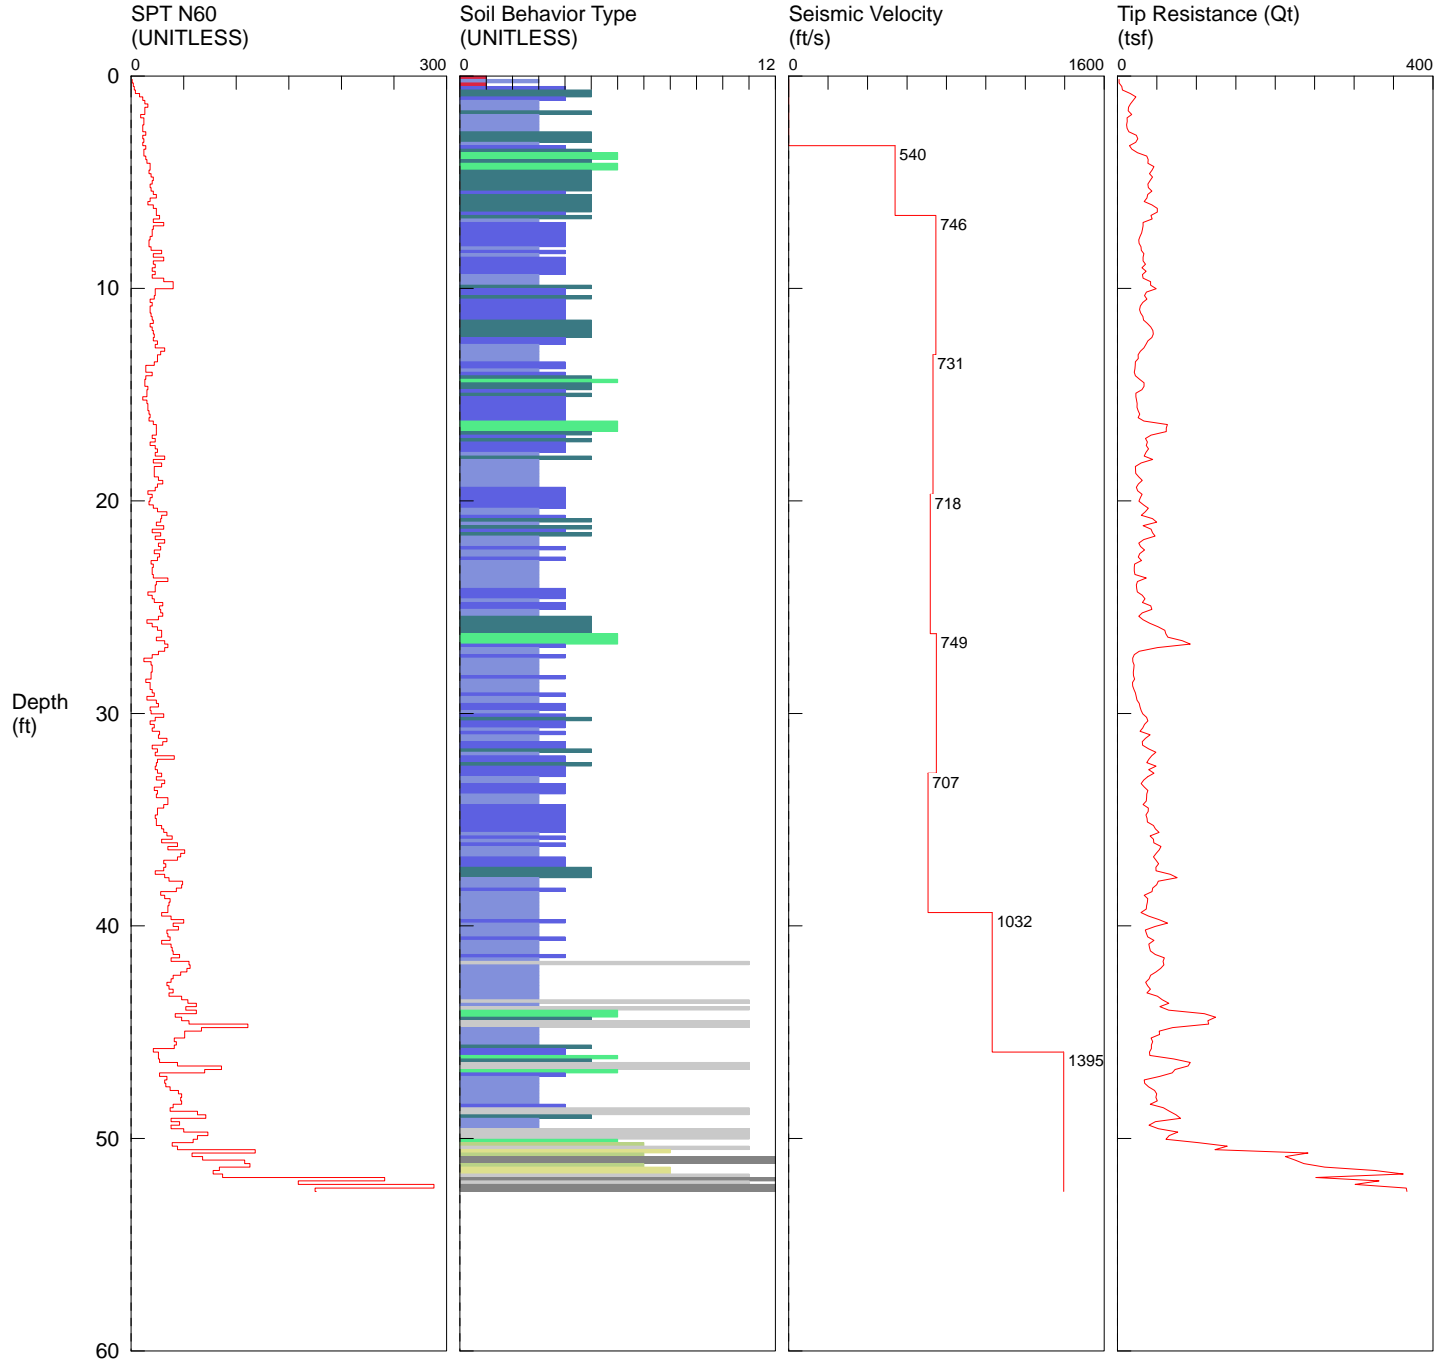 SPT N60
(UNITLESS)
Soil Behavior Type
(UNITLESS)
Seismic Velocity
(ft/s)
Tip Resistance (Qt)
(tsf)
0 300
0 12
0 1600
0 400
0
10
20
30
40
50
60
Depth
(ft)
540
746
731
718
749
707
1032
1395